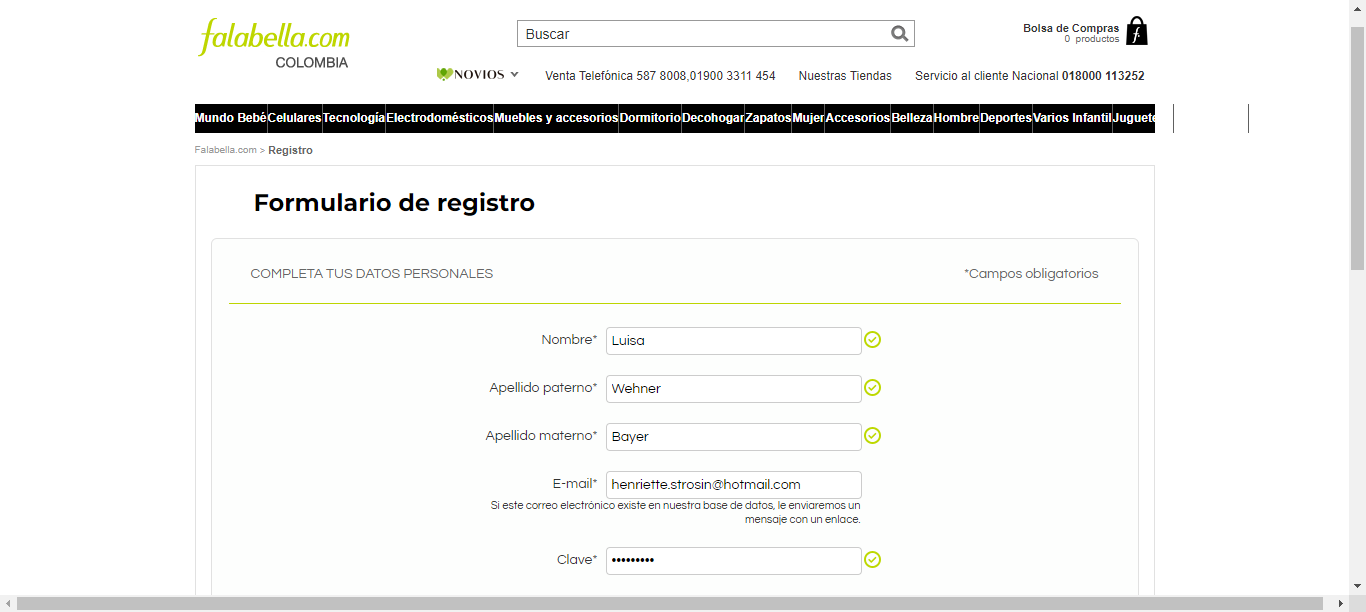 falabella.com
COLOMBIA
Buscar
Bolsa de Compras
0 productos
NOVIOS
Venta Telefónica 587 8008,01900 3311 454
Nuestras Tiendas
Servicio al cliente Nacional 018000 113252
Mundo Bebé Celulares Tecnología Electrodomésticos Muebles y accesorios Dormitorio Decohogar Zapatos Mujer Accesorios Belleza Hombre Deportes Varios Infantil Juguete
Falabella.com > Registro
Formulario de registro
COMPLETA TUS DATOS PERSONALES
*Campos obligatorios
Nombre* Luisa
Apellido paterno* Wehner
Apellido materno* Bayer
E-mail* henriette.strosin@hotmail.com
Si este correo electrónico existe en nuestra base de datos, le enviaremos un
mensaje con un enlace.
Clave* •••••••••